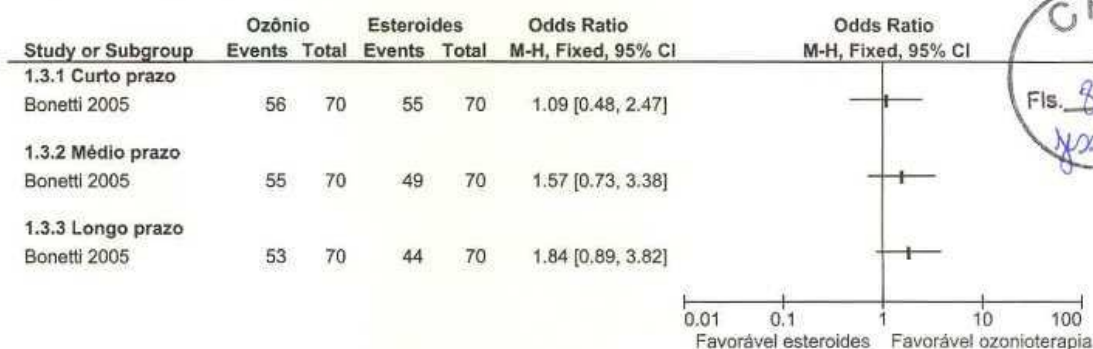 Ozônio Esteroides Odds Ratio Odds Ratio
Study or Subgroup Events Total Events Total M-H, Fixed, 95% CI M-H, Fixed, 95% CI
1.3.1 Curto prazo
Bonetti 2005 56 70 55 70 1.09 [0.48, 2.47]
Fls.
1.3.2 Médio prazo
Bonetti 2005 55 70 49 70 1.57 [0.73, 3.38]
1.3.3 Longo prazo
Bonetti 2005 53 70 44 70 1.84 [0.89, 3.82]
0.01 0.1 1 10 100
Favorável esteroides Favorável ozonioterapia